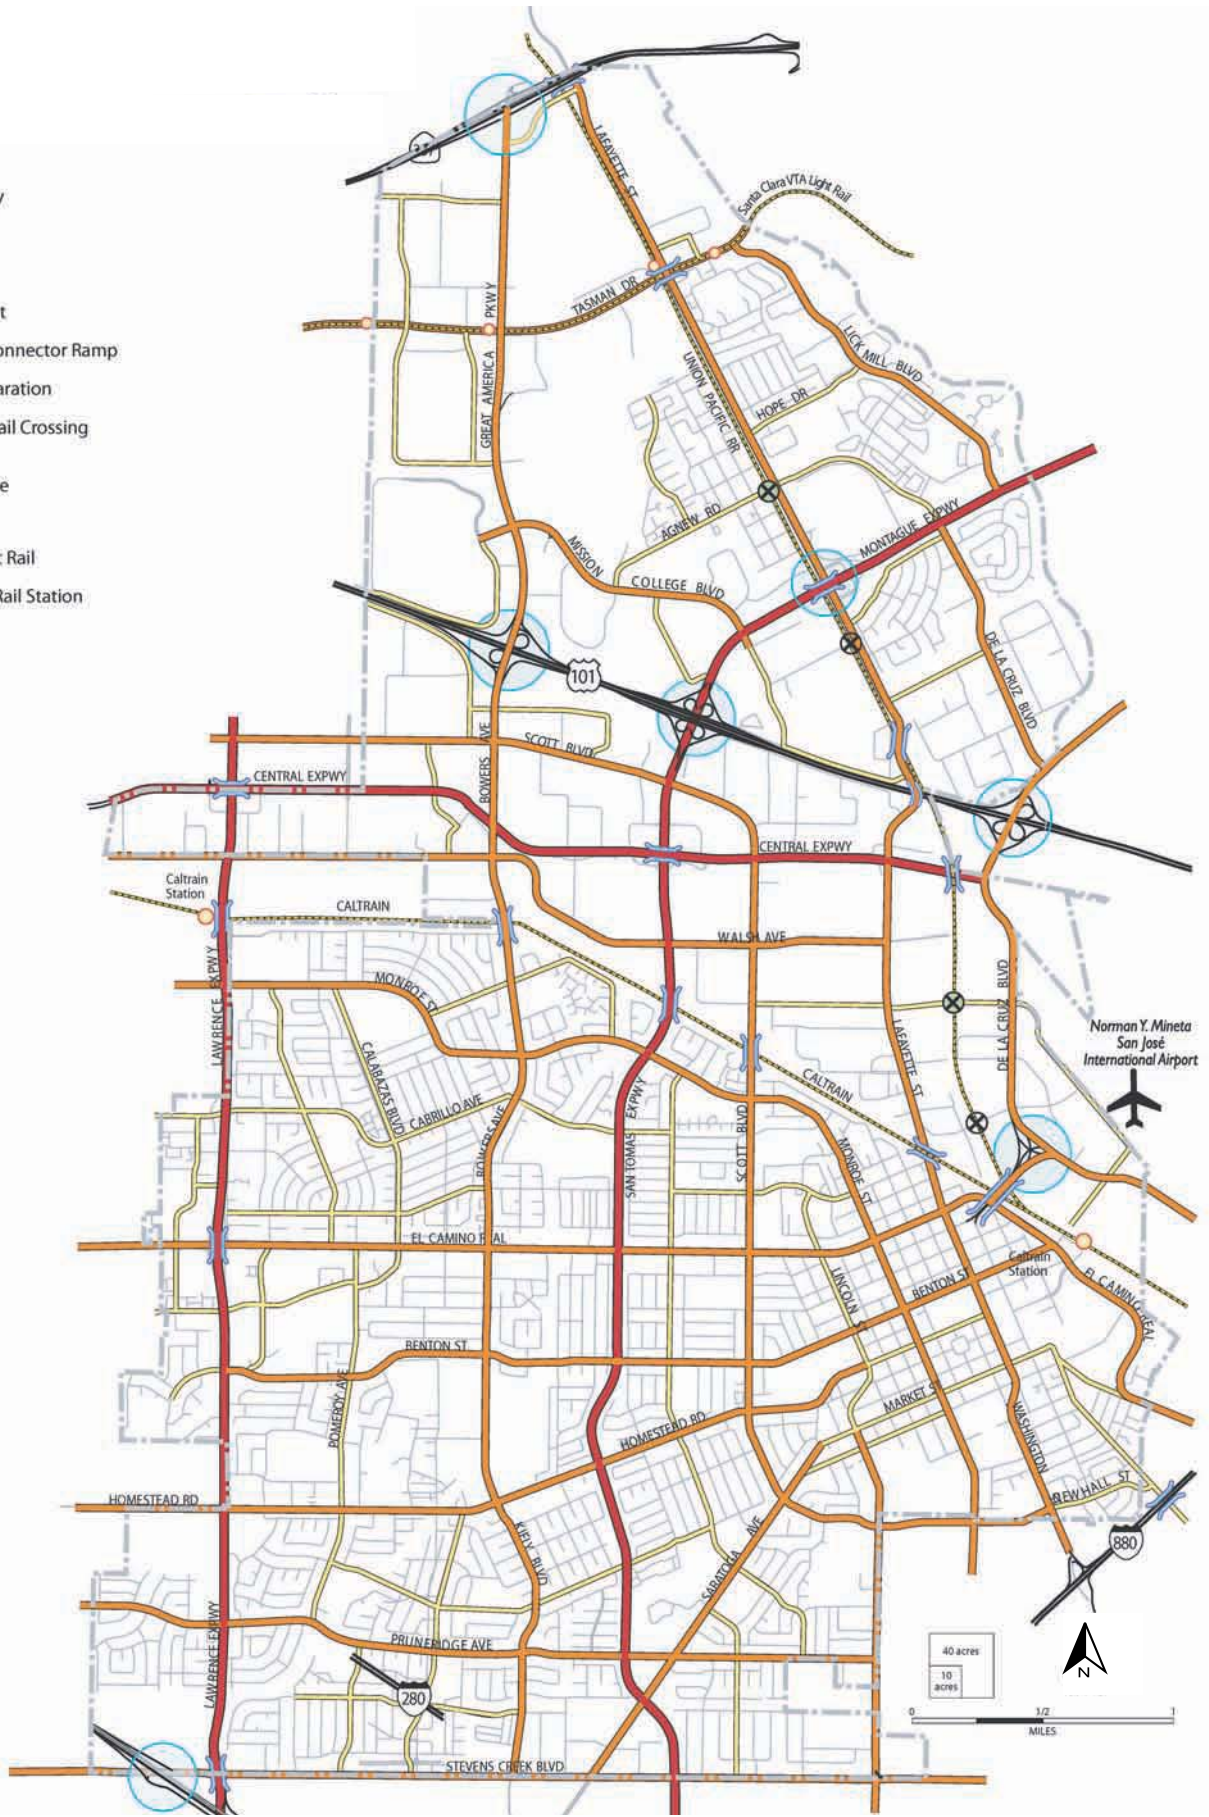 onnector Ramp
aration
ail Crossing
Rail
Rail Station
237
LAFAYETTE ST
Santa Clara VTA Light Rail
GREAT AMERICA PKWY
TASMAN DR
LICK MILL BLVD
UNION PACIFIC RR
HOPE DR
AGNEW RD
MONTAGUE EXPWY
MISSION COLLEGE BLVD
DE LA CRUZ BLVD
101
BOWERS AVE
SCOTT BLVD
CENTRAL EXPWY
CENTRAL EXPWY
Caltrain
Station
CALTRAIN
WALSH AVE
LAWRENCE EXPWY
MONROE ST
DE LA CRUZ BLVD
LAFAYETTE ST
Norman Y. Mineta
San José
International Airport
CALABAZAS BLVD
CALTRAIN
CABRILLO AVE
BOWERS AVE
SAN TOMAS EXPWY
SCOTT BLVD
MONROE ST
EL CAMINO REAL
Caltrain
Station
EL CAMINO REAL
LINCOLN ST
BENTON ST
BENTON ST
POMEROY AVE
MARKET ST
HOMESTEAD RD
WASHINGTON
NEWHALL ST
HOMESTEAD RD
KIELY BLVD
SARATOGA AVE
880
LAWRENCE EXPWY
PRUNERIDGE AVE
280
40 acres
10
acres
N
0 1/2 1
MILES
STEVENS CREEK BLVD